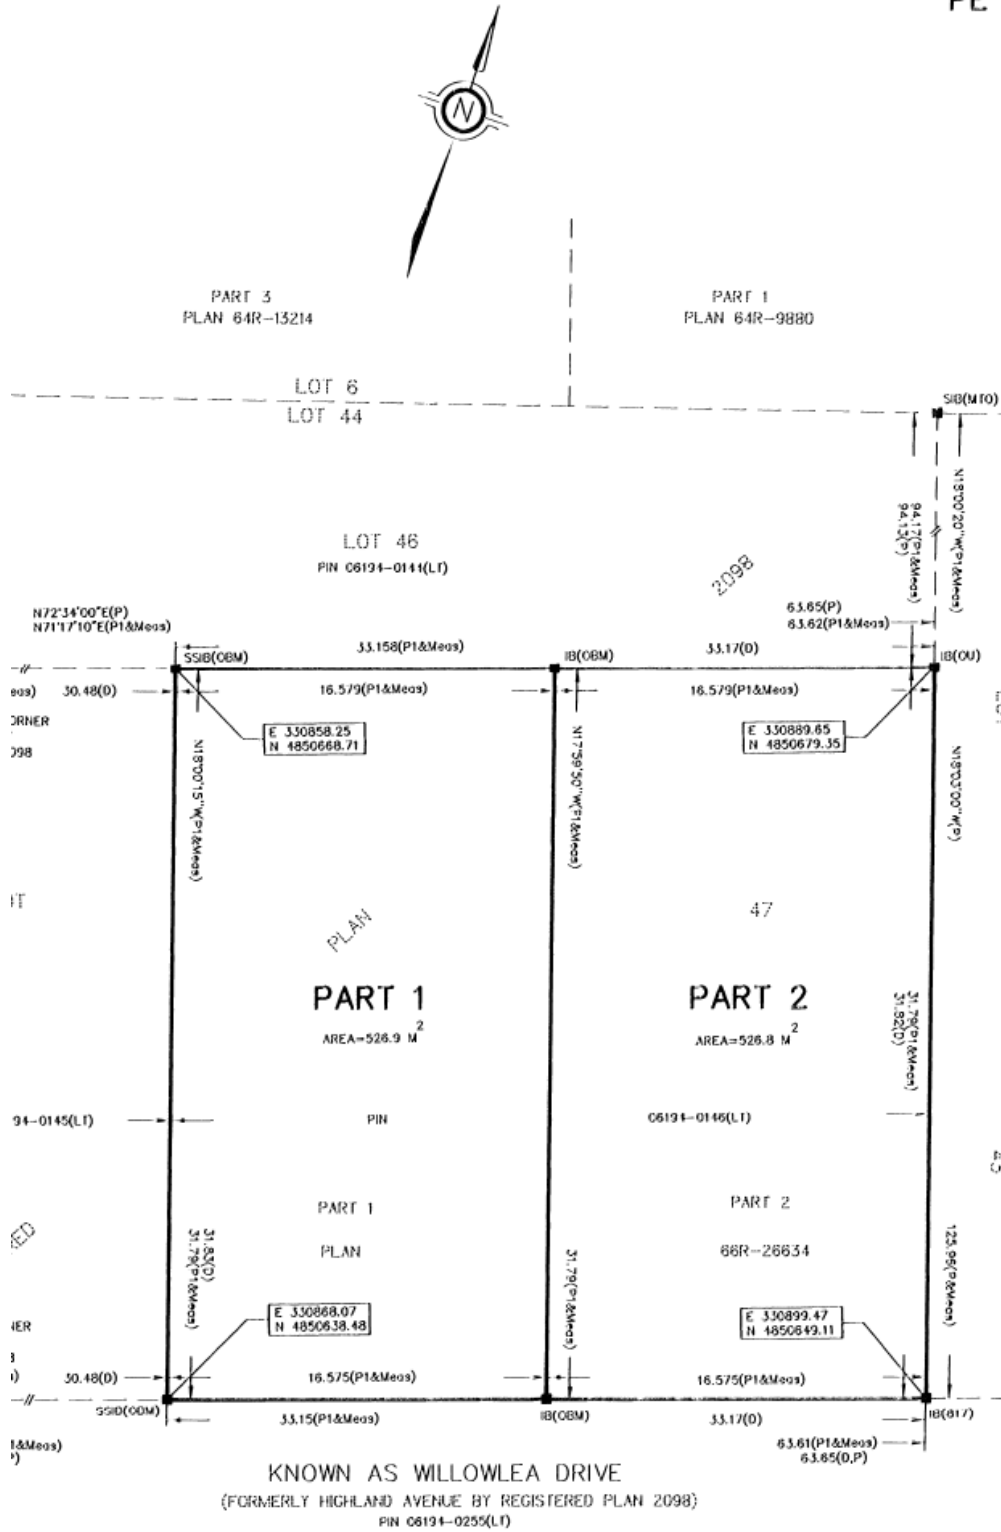 N
PART 3
PLAN 64R-13214
PART 1
PLAN 64R-9880
LOT 6
LOT 44
SIB(MTO)
N18°00'20"W(P1&Meas)
94.17(P1&Meas)
94.13(P)
LOT 46
PIN 06194-0144(LT)
2098
N72°34'00"E(P)
N71°17'10"E(P1&Meas)
63.65(P)
63.62(P1&Meas)
SSIB(OBM)
33.158(P1&Meas)
IB(OBM)
33.17(D)
IB(OU)
30.48(D)
16.579(P1&Meas)
16.579(P1&Meas)
E 330858.25
N 4850668.71
E 330889.65
N 4850679.35
ORNER
098
N18°00'15"W(P1&Meas)
N17°59'50"W(P1&Meas)
N18°03'00"W(P)
PLAN
47
PART 1
AREA=526.9 M2
PART 2
AREA=526.8 M2
31.79(P1&Meas)
31.82(D)
94-0145(LT)
PIN
06194-0146(LT)
PART 1
PLAN
PART 2
66R-26634
31.83(D)
31.79(P1&Meas)
31.79(P1&Meas)
125.96(P&Meas)
E 330868.07
N 4850638.48
E 330899.47
N 4850649.11
30.48(D)
16.575(P1&Meas)
16.575(P1&Meas)
SSIB(OBM)
33.15(P1&Meas)
IB(OBM)
33.17(D)
IB(817)
63.61(P1&Meas)
63.65(D,P)
KNOWN AS WILLOWLEA DRIVE
(FORMERLY HIGHLAND AVENUE BY REGISTERED PLAN 2098)
PIN 06194-0255(LT)